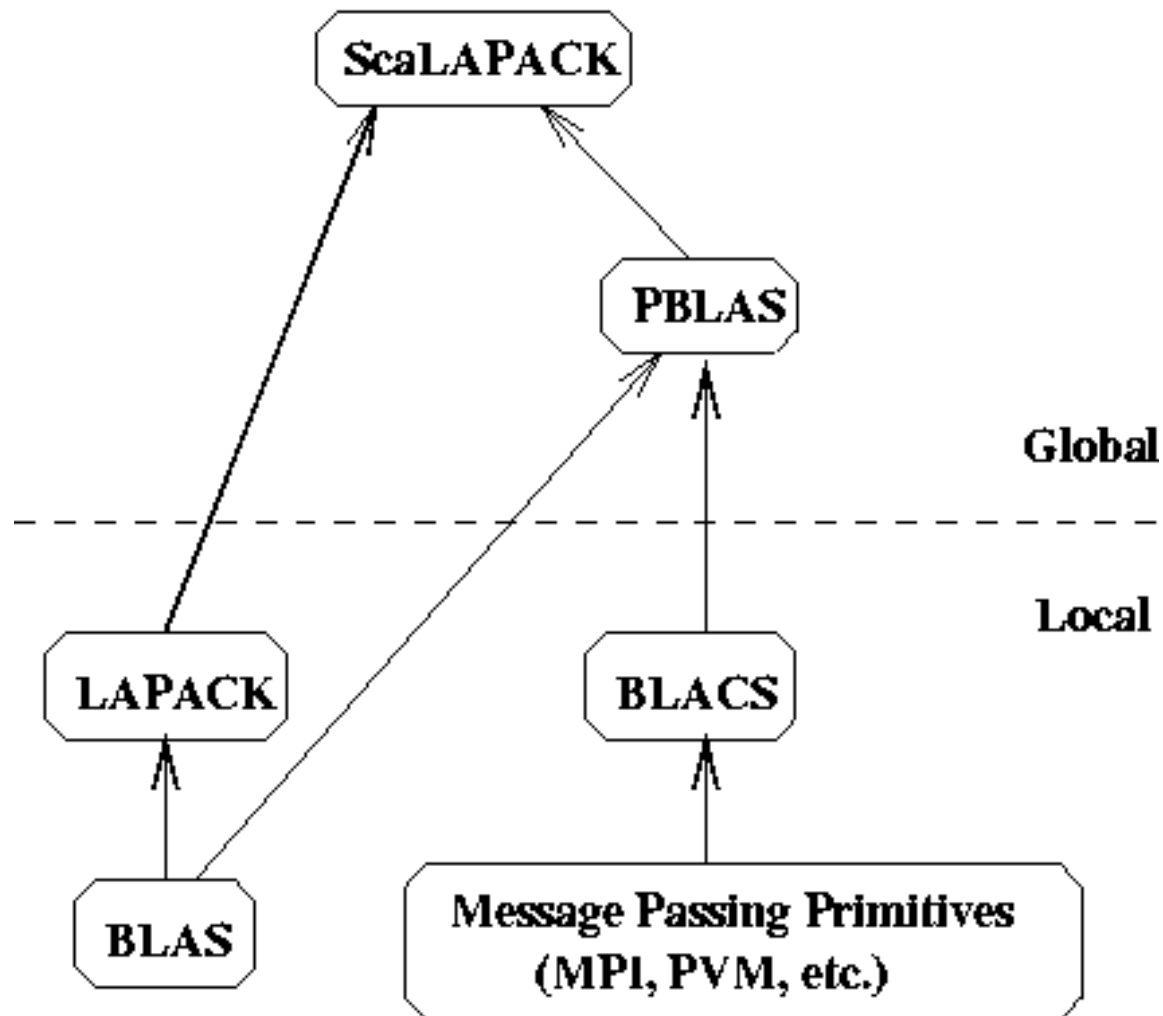 ScaLAPACK
PBLAS
Global
Local
LAPACK
BLACS
BLAS
Message Passing Primitives
(MPI, PVM, etc.)